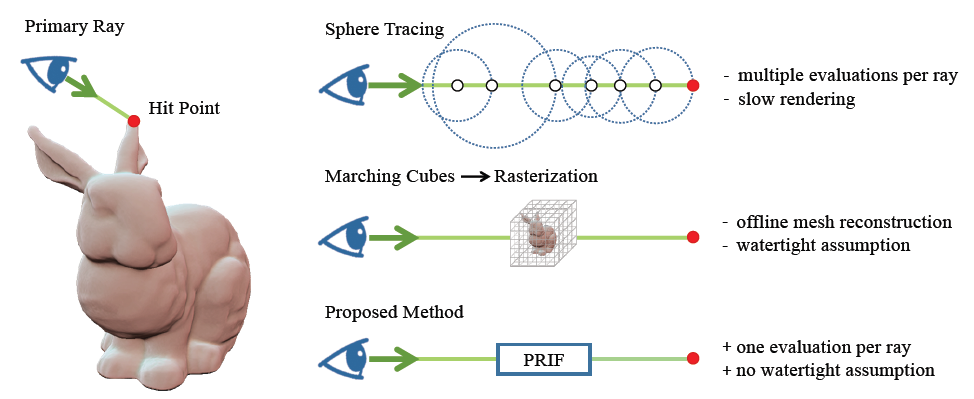 Primary Ray
Hit Point
Sphere Tracing
- multiple evaluations per ray
- slow rendering
Marching Cubes → Rasterization
- offline mesh reconstruction
- watertight assumption
Proposed Method
PRIF
+ one evaluation per ray
+ no watertight assumption